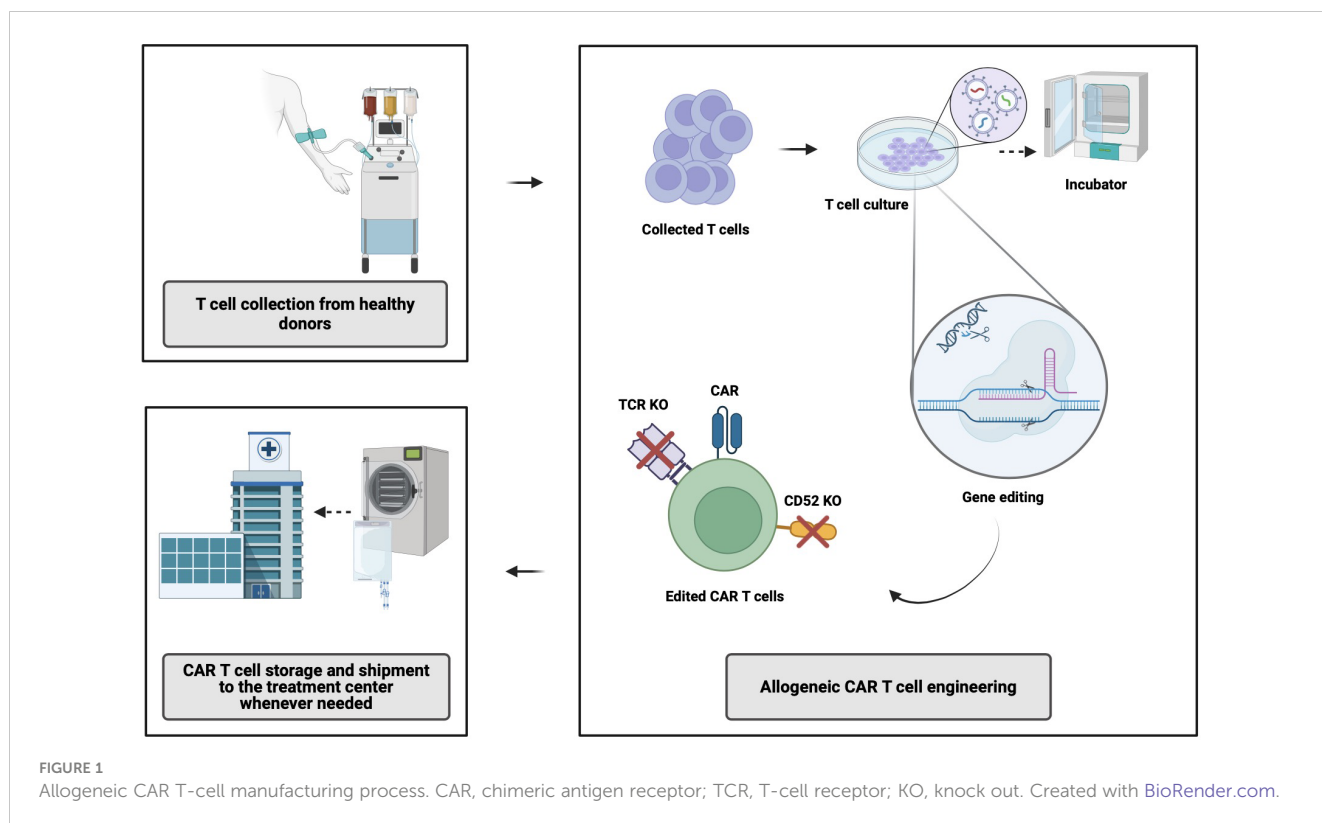 T cell collection from healthy
donors
Collected T cells
T cell culture
Incubator
Gene editing
TCR KO
CAR
CD52 KO
Edited CAR T cells
Allogeneic CAR T cell engineering
CAR T cell storage and shipment
to the treatment center
whenever needed
FIGURE 1
Allogeneic CAR T-cell manufacturing process. CAR, chimeric antigen receptor; TCR, T-cell receptor; KO, knock out. Created with BioRender.com.